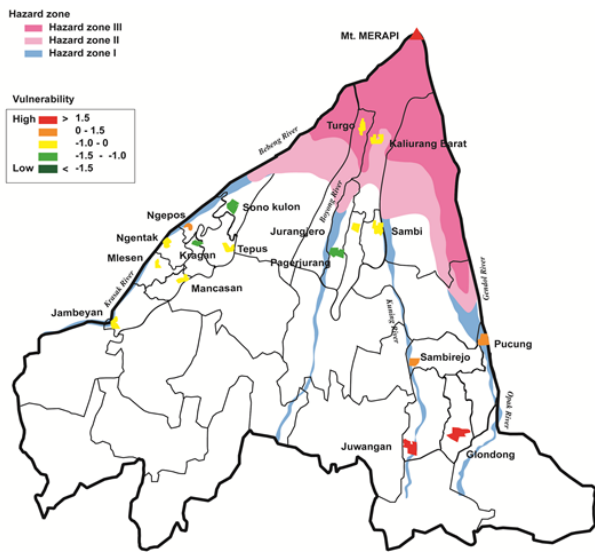 Hazard zone
Hazard zone III
Hazard zone II
Hazard zone I
Mt. MERAPI
Vulnerability
High
> 1.5
0 - 1.5
-1.0 - 0
-1.5 - -1.0
Low
< -1.5
Turgo
Kaliurang Barat
Bebeng River
Boyong River
Sono kulon
Ngepos
Jurangjero
Sambi
Ngentak
Kragan
Tepus
Mlesen
Pagerjurang
Krasak River
Mancasan
Gendol River
Jambeyan
Kuning River
Pucung
Sambirejo
Opak River
Juwangan
Glondong